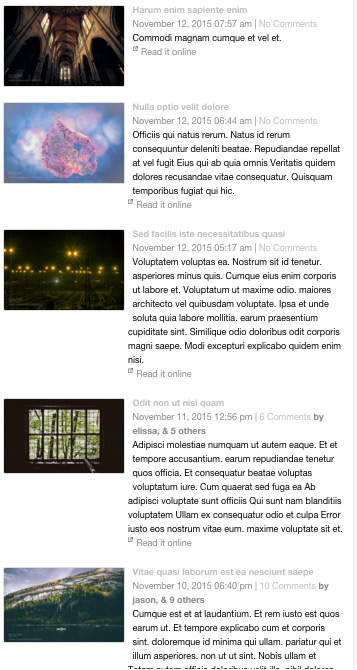 Harum enim sapiente enim
November 12, 2015 07:57 am | No Comments
Commodi magnam cumque et vel et.
Read it online
Nulla optio velit dolore
November 12, 2015 06:44 am | No Comments
Officiis qui natus rerum. Natus id rerum
consequuntur deleniti beatae. Repudiandae repellat
at vel fugit Eius qui ab quia omnis Veritatis quidem
dolores recusandae vitae consequatur. Quisquam
temporibus fugiat qui hic.
Read it online
Sed facilis iste necessitatibus quasi
November 12, 2015 05:17 am | No Comments
Voluptatem voluptas ea. Nostrum sit id tenetur.
asperiores minus quis. Cumque eius enim corporis
ut labore et. Voluptatum ut maxime odio. maiores
architecto vel quibusdam voluptate. Ipsa et unde
soluta quia labore mollitia. earum praesentium
cupiditate sint. Similique odio doloribus odit corporis
magni saepe. Modi excepturi explicabo quidem enim
nisi.
Read it online
Odit non ut nisi quam
November 11, 2015 12:56 pm | 6 Comments by
elissa, & 5 others
Adipisci molestiae numquam ut autem eaque. Et et
tempore accusantium. earum repudiandae tenetur
quos officia. Et consequatur beatae voluptas
voluptatum iure. Cum quaerat sed fuga ea Ab
adipisci voluptate sunt officiis Qui sunt nam blanditiis
voluptatem Ullam ex consequatur odio et culpa Error
iusto eos nostrum vitae eum. maxime voluptate sit et.
Read it online
Vitae quasi laborum est ea nesciunt saepe
November 10, 2015 06:40 pm | 10 Comments by
jason, & 9 others
Cumque est et at laudantium. Et rem iusto est quos
earum ut. Et tempore explicabo cum et corporis
sint. doloremque id minima qui ullam. pariatur qui et
illum asperiores. non ut ut sint. Nobis ullam et